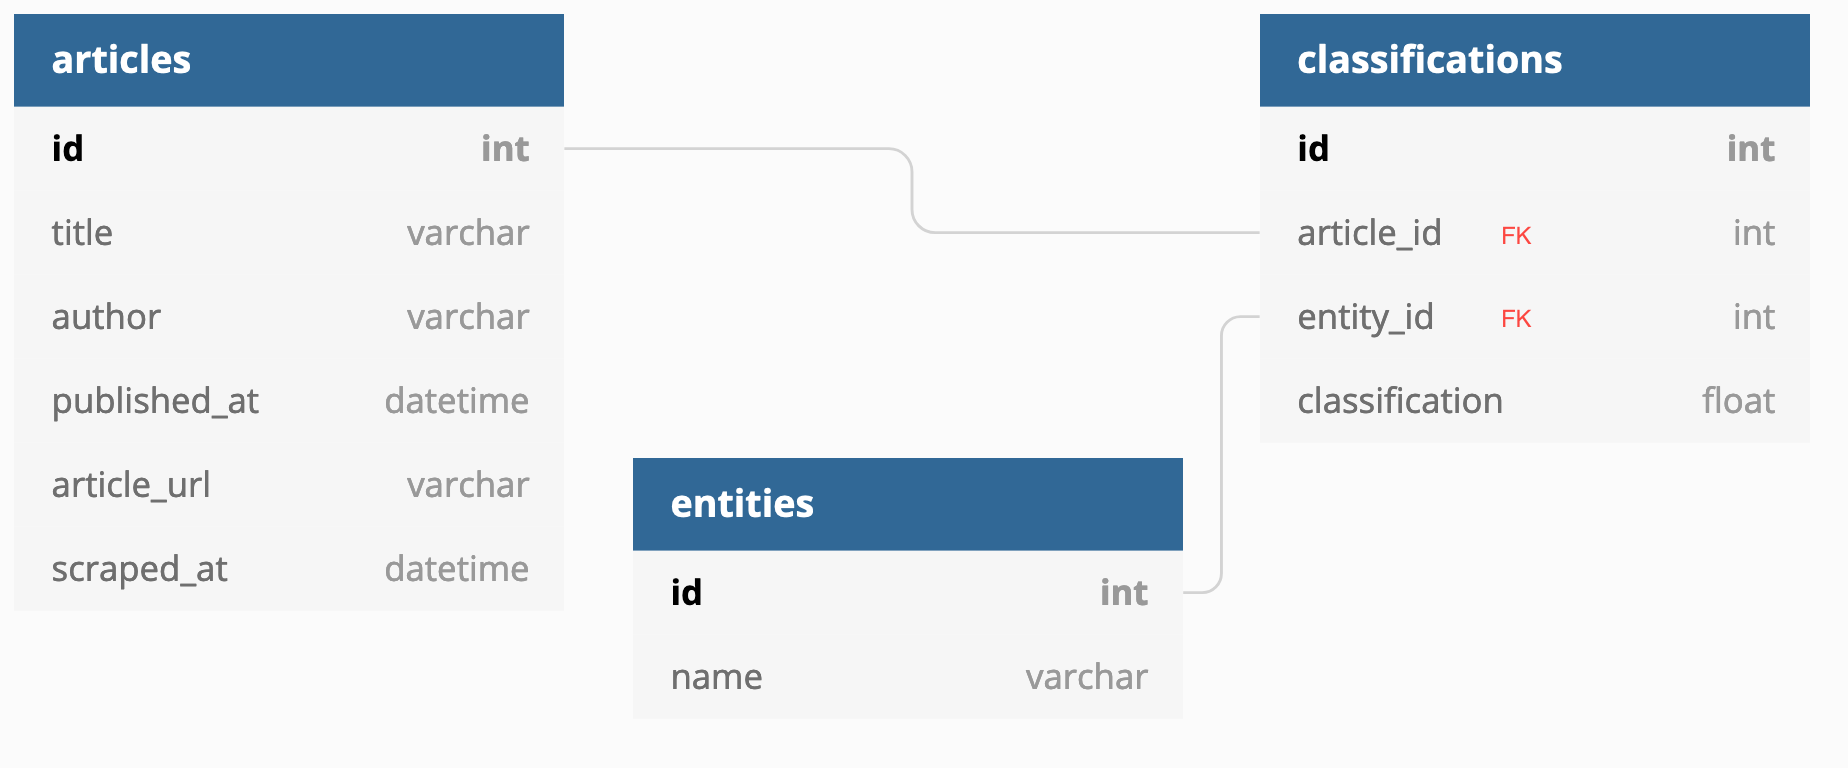 articles
id int
title varchar
author varchar
published_at datetime
article_url varchar
scraped_at datetime
entities
id int
name varchar
classifications
id int
article_id FK int
entity_id FK int
classification float